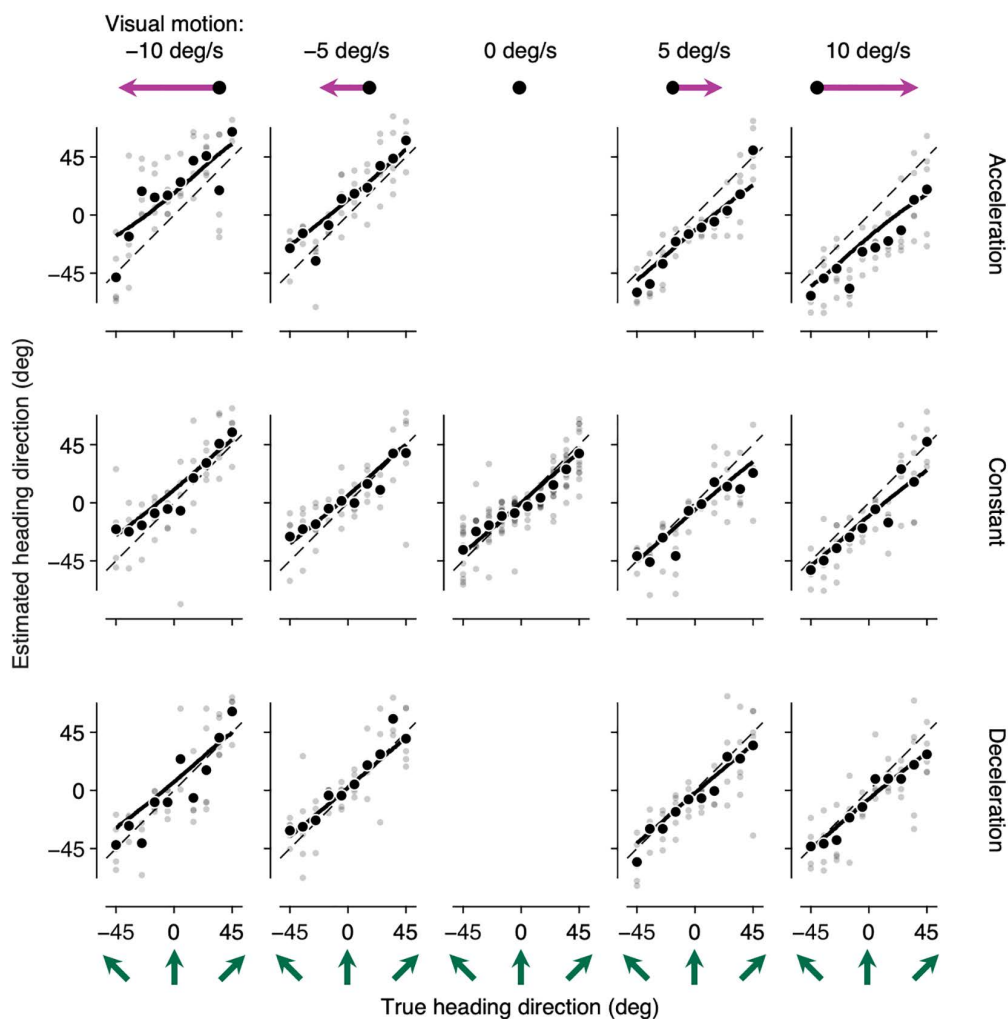 Visual motion:
−10 deg/s
−5 deg/s
0 deg/s
5 deg/s
10 deg/s
45
0
−45
Acceleration
Estimated heading direction (deg)
45
0
−45
Constant
45
0
−45
Deceleration
−45 0 45 −45 0 45 −45 0 45 −45 0 45 −45 0 45
True heading direction (deg)